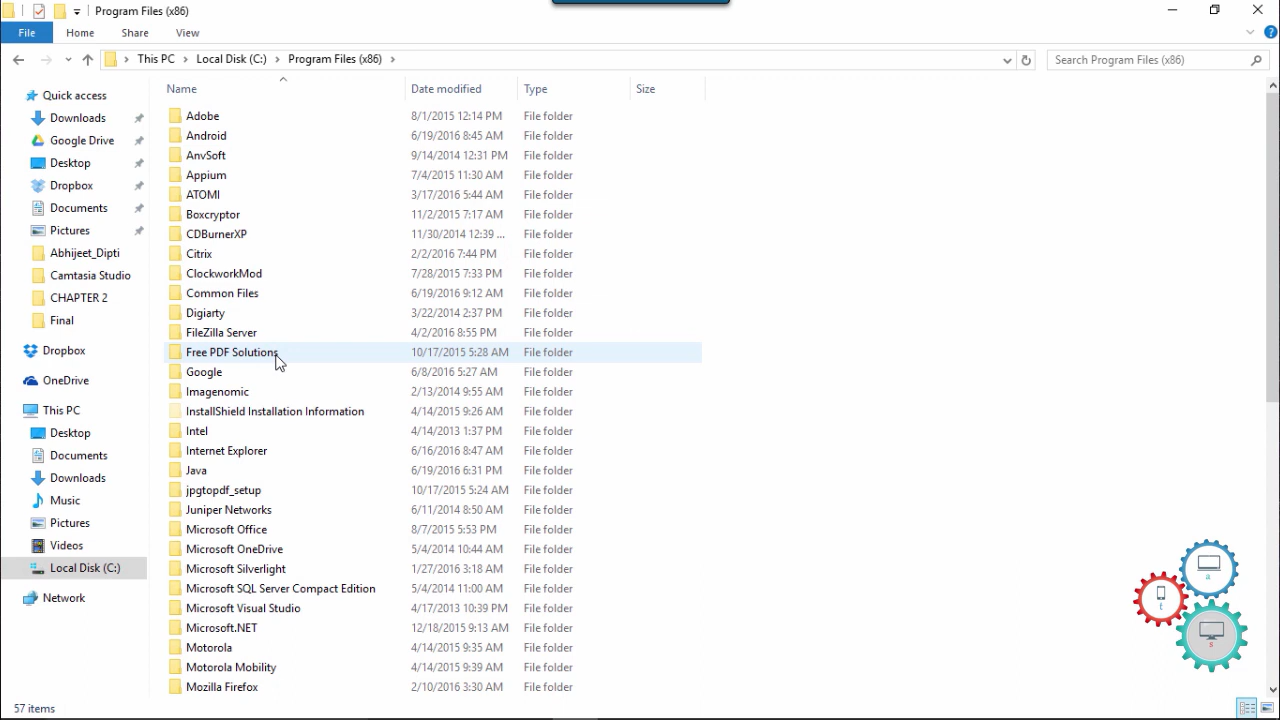 Program Files (x86)
File Home Share View
This PC Local Disk (C:) Program Files (x86) Search Program Files (x86)
Name Date modified Type Size
Quick access
Downloads
Google Drive
Desktop
Dropbox
Documents
Pictures
Abhijeet_Dipti
Camtasia Studio
CHAPTER 2
Final
Dropbox
OneDrive
This PC
Desktop
Documents
Downloads
Music
Pictures
Videos
Local Disk (C:)
Network
Adobe 8/1/2015 12:14 PM File folder
Android 6/19/2016 8:45 AM File folder
AnvSoft 9/14/2014 12:31 PM File folder
Appium 7/4/2015 11:30 AM File folder
ATOMI 3/17/2016 5:44 AM File folder
Boxcryptor 11/2/2015 7:17 AM File folder
CDBurnerXP 11/30/2014 12:39 ... File folder
Citrix 2/2/2016 7:44 PM File folder
ClockworkMod 7/28/2015 7:33 PM File folder
Common Files 6/19/2016 9:12 AM File folder
Digiarty 3/22/2014 2:37 PM File folder
FileZilla Server 4/2/2016 8:55 PM File folder
Free PDF Solutions 10/17/2015 5:28 AM File folder
Google 6/8/2016 5:27 AM File folder
Imagenomic 2/13/2014 9:55 AM File folder
InstallShield Installation Information 4/14/2015 9:26 AM File folder
Intel 4/14/2013 1:37 PM File folder
Internet Explorer 6/16/2016 8:47 AM File folder
Java 6/19/2016 6:31 PM File folder
jpgtopdf_setup 10/17/2015 5:24 AM File folder
Juniper Networks 6/11/2014 8:50 AM File folder
Microsoft Office 8/7/2015 5:53 PM File folder
Microsoft OneDrive 5/4/2014 10:44 AM File folder
Microsoft Silverlight 1/27/2016 3:18 AM File folder
Microsoft SQL Server Compact Edition 5/4/2014 11:00 AM File folder
Microsoft Visual Studio 4/17/2013 10:39 PM File folder
Microsoft.NET 12/18/2015 9:13 AM File folder
Motorola 4/14/2015 9:35 AM File folder
Motorola Mobility 4/14/2015 9:39 AM File folder
Mozilla Firefox 2/10/2016 3:30 AM File folder
a
t
s
57 items